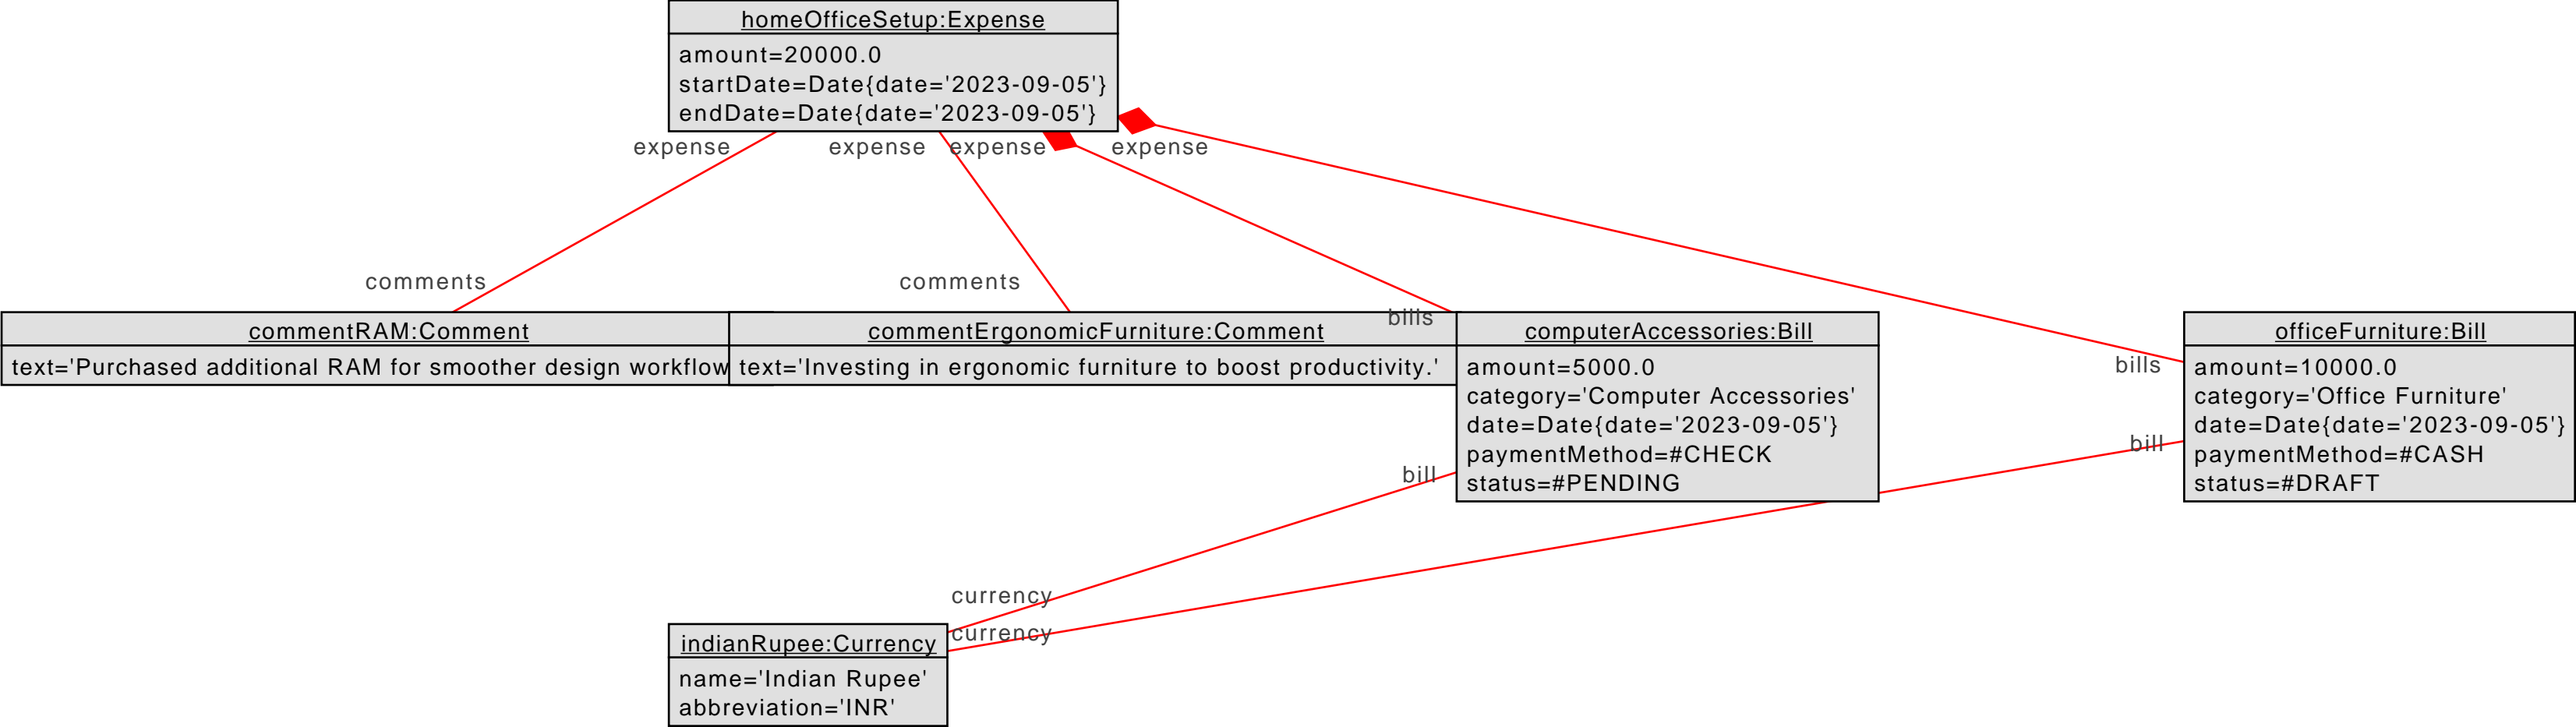 homeOfficeSetup:Expense
amount=20000.0
startDate=Date{date='2023-09-05'}
endDate=Date{date='2023-09-05'}
expense
expense
expense
expense
comments
comments
bills
bills
commentRAM:Comment
text='Purchased additional RAM for smoother design workflow
commentErgonomicFurniture:Comment
text='Investing in ergonomic furniture to boost productivity.'
computerAccessories:Bill
amount=5000.0
category='Computer Accessories'
date=Date{date='2023-09-05'}
paymentMethod=#CHECK
status=#PENDING
officeFurniture:Bill
amount=10000.0
category='Office Furniture'
date=Date{date='2023-09-05'}
paymentMethod=#CASH
status=#DRAFT
bill
bill
currency
currency
indianRupee:Currency
name='Indian Rupee'
abbreviation='INR'